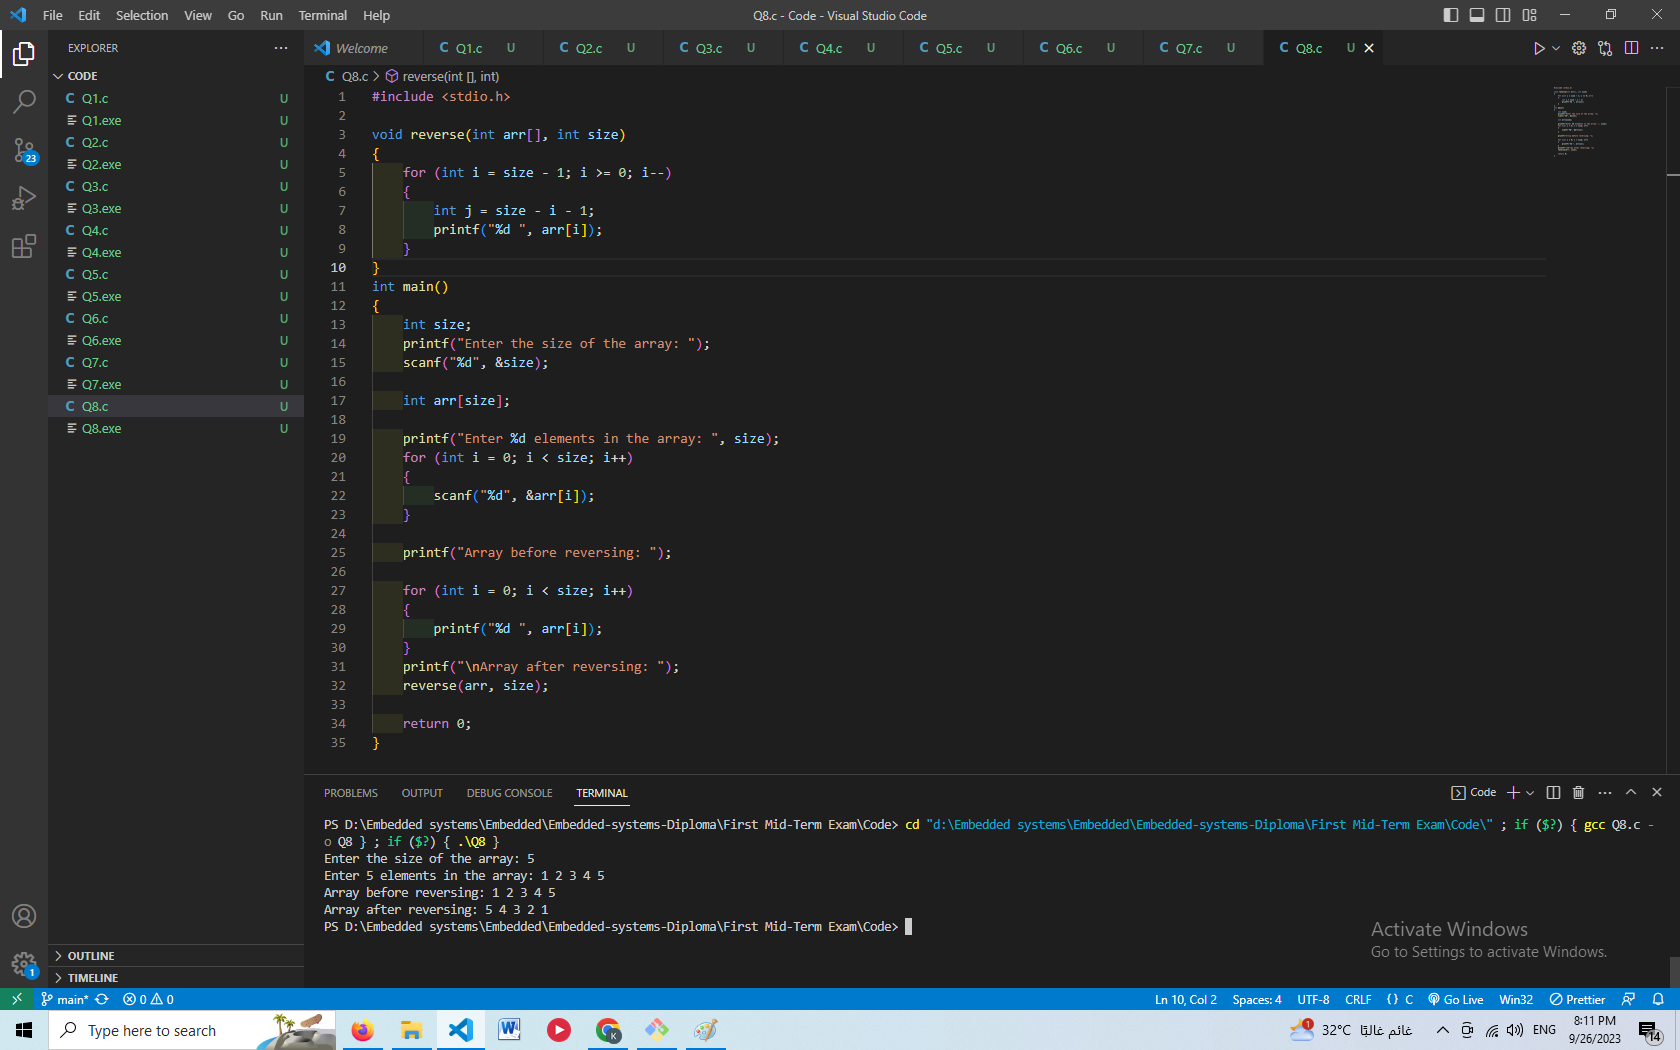 File Edit Selection View Go Run Terminal Help Q8.c - Code - Visual Studio Code
EXPLORER
CODE
Q1.c U
Q1.exe U
Q2.c U
Q2.exe U
Q3.c U
Q3.exe U
Q4.c U
Q4.exe U
Q5.c U
Q5.exe U
Q6.c U
Q6.exe U
Q7.c U
Q7.exe U
Q8.c U
Q8.exe U
OUTLINE
TIMELINE
23
1
Welcome C Q1.c U C Q2.c U C Q3.c U C Q4.c U C Q5.c U C Q6.c U C Q7.c U C Q8.c U
C Q8.c > reverse(int [], int)
1 #include <stdio.h>
2
3 void reverse(int arr[], int size)
4 {
5 for (int i = size - 1; i >= 0; i--)
6 {
7 int j = size - i - 1;
8 printf("%d ", arr[i]);
9 }
10 }
11 int main()
12 {
13 int size;
14 printf("Enter the size of the array: ");
15 scanf("%d", &size);
16
17 int arr[size];
18
19 printf("Enter %d elements in the array: ", size);
20 for (int i = 0; i < size; i++)
21 {
22 scanf("%d", &arr[i]);
23 }
24
25 printf("Array before reversing: ");
26
27 for (int i = 0; i < size; i++)
28 {
29 printf("%d ", arr[i]);
30 }
31 printf("\nArray after reversing: ");
32 reverse(arr, size);
33
34 return 0;
35 }
PROBLEMS OUTPUT DEBUG CONSOLE TERMINAL Code
PS D:\Embedded systems\Embedded\Embedded-systems-Diploma\First Mid-Term Exam\Code> cd "d:\Embedded systems\Embedded\Embedded-systems-Diploma\First Mid-Term Exam\Code\" ; if ($?) { gcc Q8.c -
o Q8 } ; if ($?) { .\Q8 }
Enter the size of the array: 5
Enter 5 elements in the array: 1 2 3 4 5
Array before reversing: 1 2 3 4 5
Array after reversing: 5 4 3 2 1
PS D:\Embedded systems\Embedded\Embedded-systems-Diploma\First Mid-Term Exam\Code>
Activate Windows
Go to Settings to activate Windows.
main* 0 0 Ln 10, Col 2 Spaces: 4 UTF-8 CRLF {} C Go Live Win32 Prettier
Type here to search 1 32°C غائم غالبًا ENG 8:11 PM 14
9/26/2023